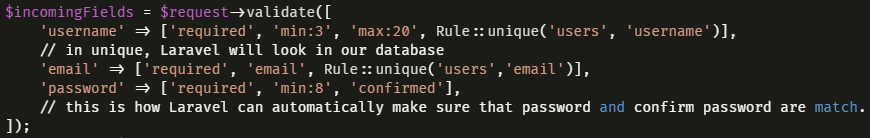 $incomingFields = $request->validate([
'username' => ['required', 'min:3', 'max:20', Rule::unique('users', 'username')],
// in unique, Laravel will look in our database
'email' => ['required', 'email', Rule::unique('users','email')],
'password' => ['required', 'min:8', 'confirmed'],
// this is how Laravel can automatically make sure that password and confirm password are match.
]);